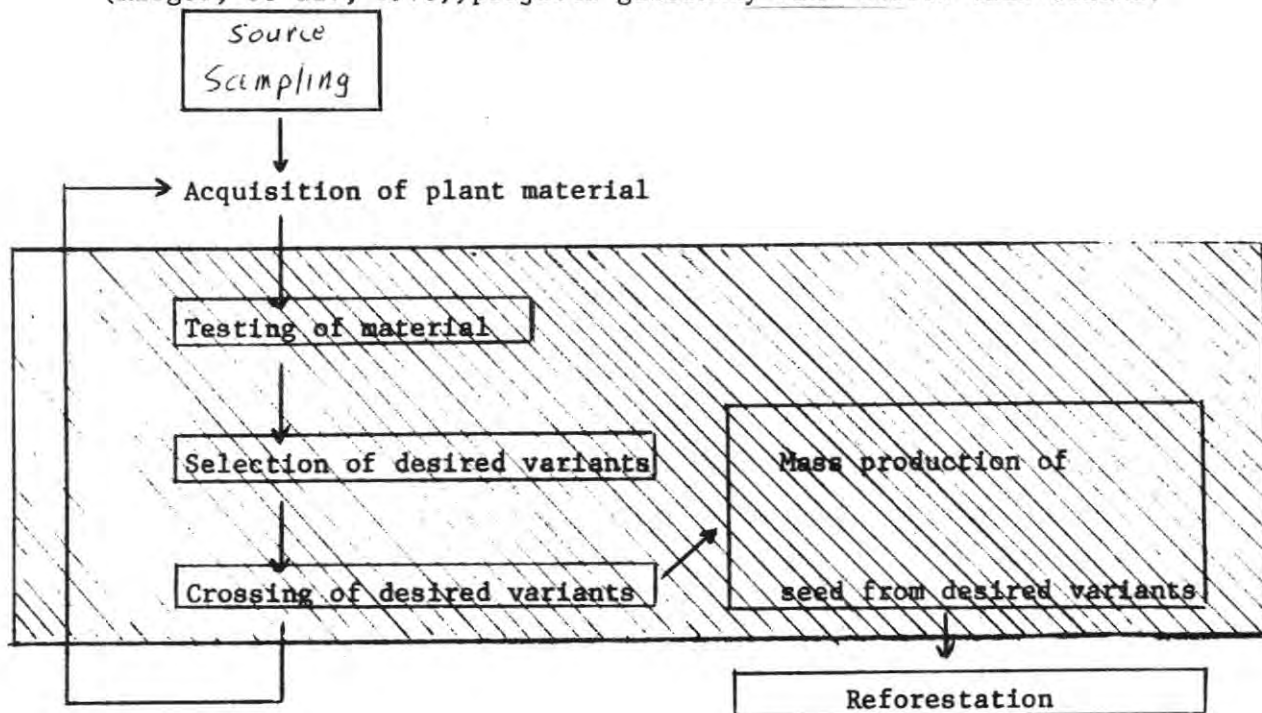 Source
Sampling
Acquisition of plant material
Testing of material
Selection of desired variants
Mass production of
Crossing of desired variants
seed from desired variants
Reforestation